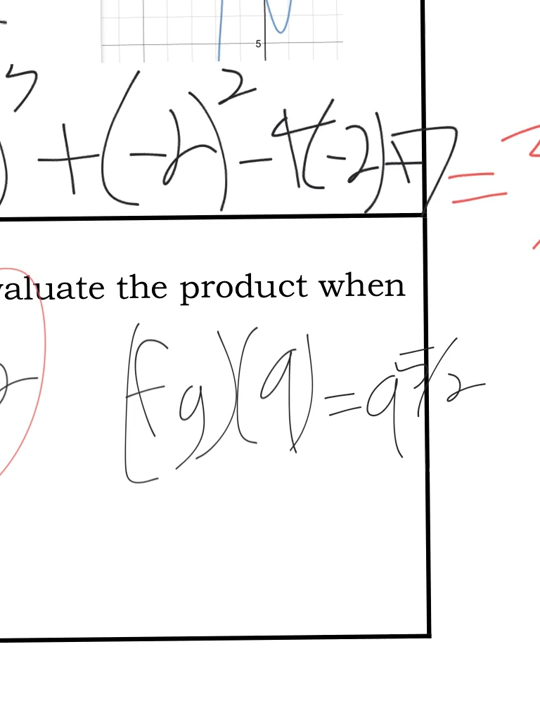 5
) + (-2)² - 4(-2) + 7 =
valuate the product when
(fg)(9) = 9^7/2